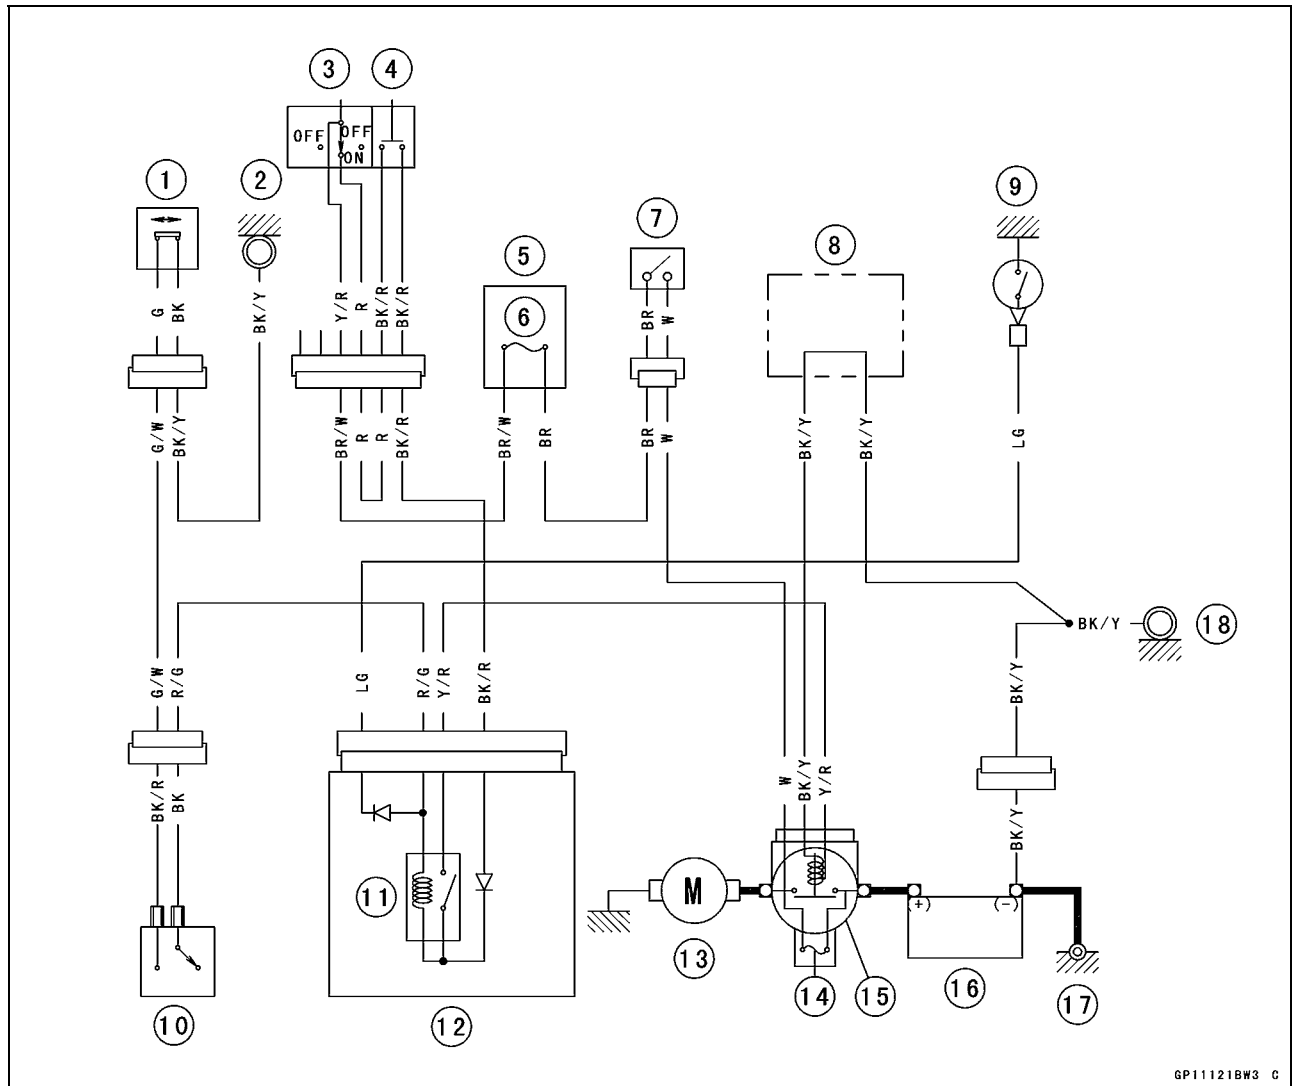 3
4
OFF
OFF
ON
1
2
9
7
8
5
6
G
BK
BK/Y
Y/R
R
BK/R
BK/R
BR
W
G/W
BK/Y
BR/W
R
R
BK/R
BR/W
BR
BR
W
BK/Y
BK/Y
LG
BK/Y
18
G/W
R/G
LG
R/G
Y/R
BK/R
BK/Y
W
BK/Y
Y/R
BK/R
BK
BK/Y
11
M
(+)
(-)
13
14
15
16
17
10
12
GP11121BW3 C